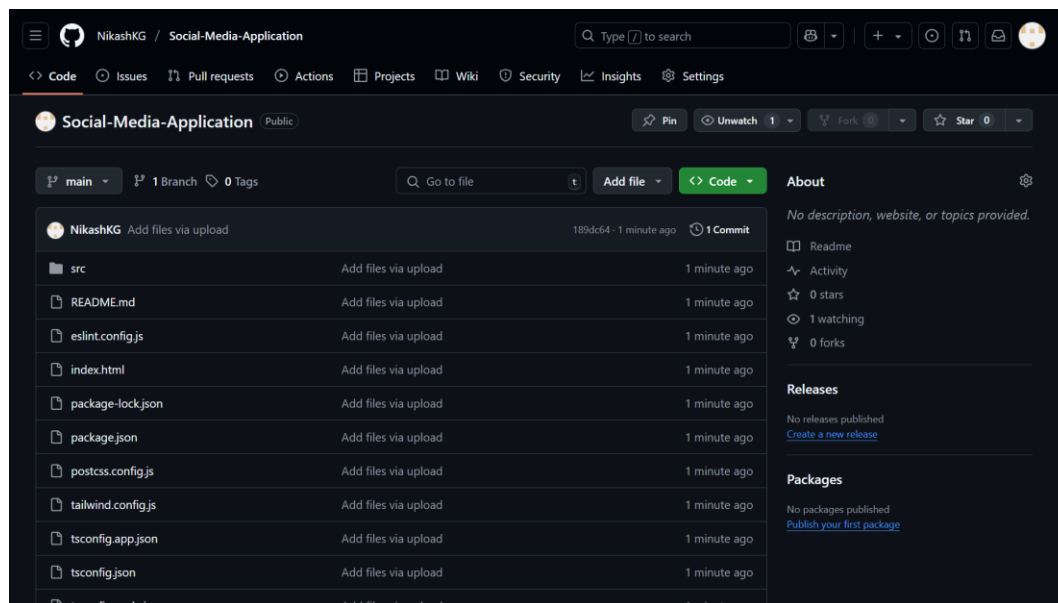 NikashKG / Social-Media-Application
Type / to search
Code Issues Pull requests Actions Projects Wiki Security Insights Settings
Social-Media-Application Public
Pin Unwatch 1 Fork 0 Star 0
main 1 Branch 0 Tags
Go to file t Add file Code
NikashKG Add files via upload 189dc64 · 1 minute ago 1 Commit
src Add files via upload 1 minute ago
README.md Add files via upload 1 minute ago
eslint.config.js Add files via upload 1 minute ago
index.html Add files via upload 1 minute ago
package-lock.json Add files via upload 1 minute ago
package.json Add files via upload 1 minute ago
postcss.config.js Add files via upload 1 minute ago
tailwind.config.js Add files via upload 1 minute ago
tsconfig.app.json Add files via upload 1 minute ago
tsconfig.json Add files via upload 1 minute ago
About
No description, website, or topics provided.
Readme
Activity
0 stars
1 watching
0 forks
Releases
No releases published
Create a new release
Packages
No packages published
Publish your first package